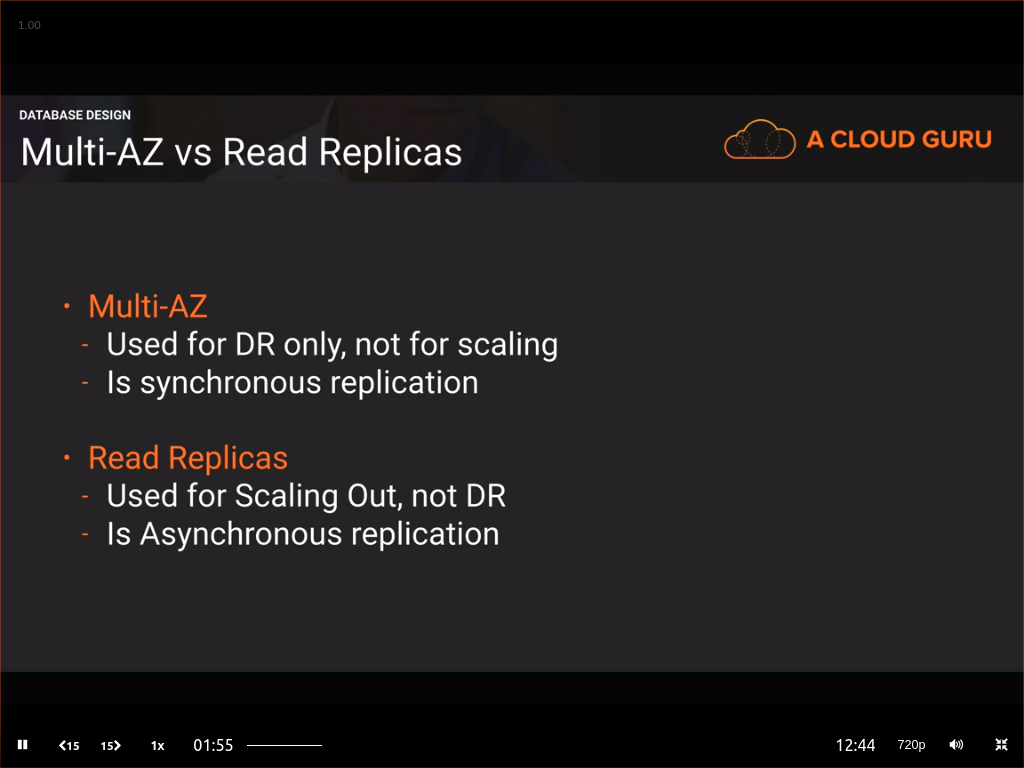 1.00
DATABASE DESIGN
Multi-AZ vs Read Replicas
A CLOUD GURU
• Multi-AZ
- Used for DR only, not for scaling
- Is synchronous replication
• Read Replicas
- Used for Scaling Out, not DR
- Is Asynchronous replication
15 15 1x 01:55 12:44 720p